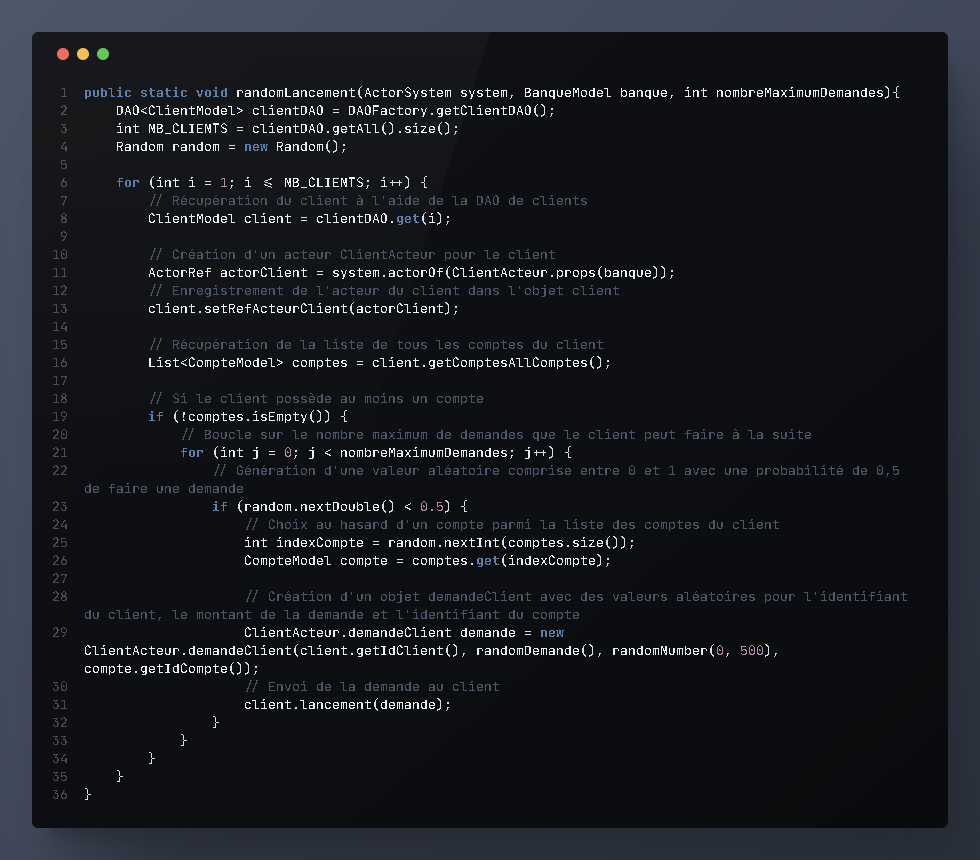 1 public static void randomLancement(ActorSystem system, BanqueModel banque, int nombreMaximumDemandes){
2 DAO<ClientModel> clientDAO = DAOFactory.getClientDAO();
3 int NB_CLIENTS = clientDAO.getAll().size();
4 Random random = new Random();
5
6 for (int i = 1; i <= NB_CLIENTS; i++) {
7 // Récupération du client à l'aide de la DAO de clients
8 ClientModel client = clientDAO.get(i);
9
10 // Création d'un acteur ClientActeur pour le client
11 ActorRef actorClient = system.actorOf(ClientActeur.props(banque));
12 // Enregistrement de l'acteur du client dans l'objet client
13 client.setRefActeurClient(actorClient);
14
15 // Récupération de la liste de tous les comptes du client
16 List<CompteModel> comptes = client.getComptesAllComptes();
17
18 // Si le client possède au moins un compte
19 if (!comptes.isEmpty()) {
20 // Boucle sur le nombre maximum de demandes que le client peut faire à la suite
21 for (int j = 0; j < nombreMaximumDemandes; j++) {
22 // Génération d'une valeur aléatoire comprise entre 0 et 1 avec une probabilité de 0,5
de faire une demande
23 if (random.nextDouble() < 0.5) {
24 // Choix au hasard d'un compte parmi la liste des comptes du client
25 int indexCompte = random.nextInt(comptes.size());
26 CompteModel compte = comptes.get(indexCompte);
27
28 // Création d'un objet demandeClient avec des valeurs aléatoires pour l'identifiant
du client, le montant de la demande et l'identifiant du compte
29 ClientActeur.demandeClient demande = new
ClientActeur.demandeClient(client.getIdClient(), randomDemande(), randomNumber(0, 500),
compte.getIdCompte());
30 // Envoi de la demande au client
31 client.lancement(demande);
32 }
33 }
34 }
35 }
36 }